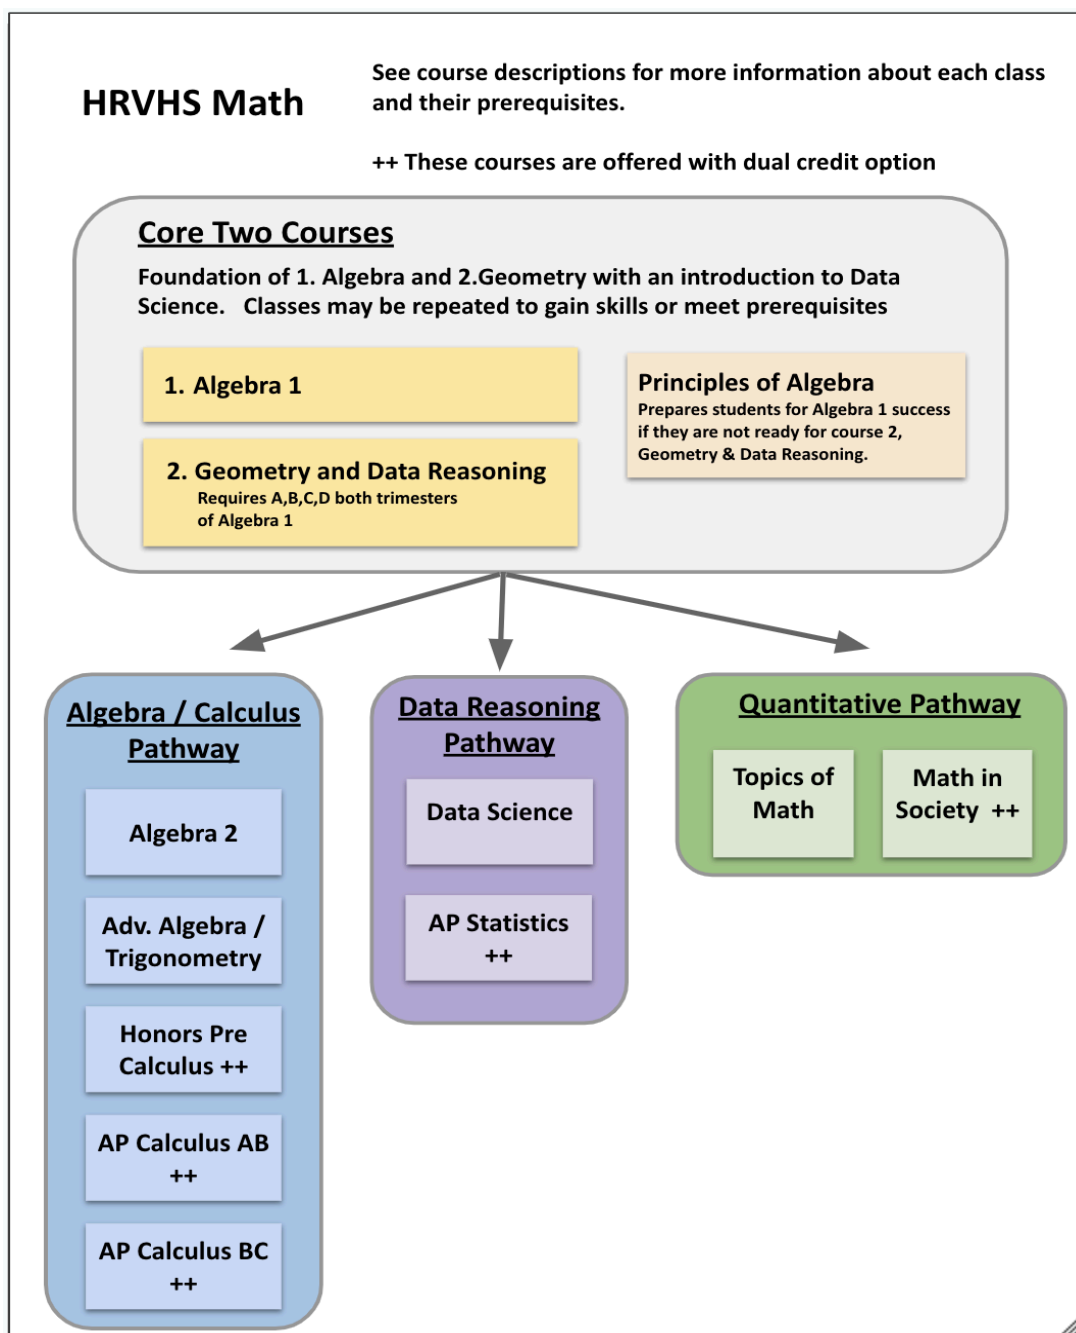 HRVHS Math
See course descriptions for more information about each class
and their prerequisites.
++ These courses are offered with dual credit option
Core Two Courses
Foundation of 1. Algebra and 2.Geometry with an introduction to Data
Science.   Classes may be repeated to gain skills or meet prerequisites
1. Algebra 1
2. Geometry and Data Reasoning
Requires A,B,C,D both trimesters
of Algebra 1
Principles of Algebra
Prepares students for Algebra 1 success
if they are not ready for course 2,
Geometry & Data Reasoning.
Algebra / Calculus
Pathway
Algebra 2
Adv. Algebra /
Trigonometry
Honors Pre
Calculus ++
AP Calculus AB
++
AP Calculus BC
++
Data Reasoning
Pathway
Data Science
AP Statistics
++
Quantitative Pathway
Topics of
Math
Math in
Society  ++